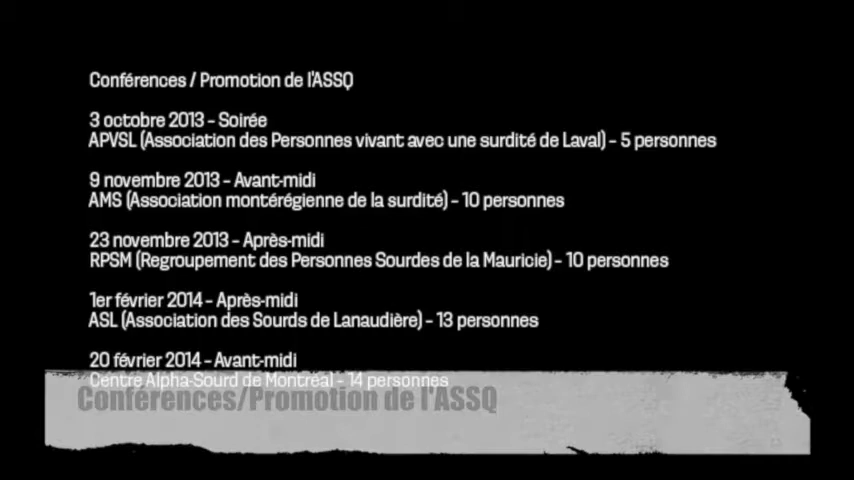 Conférences / Promotion de l'ASSQ
3 octobre 2013 – Soirée
APVSL (Association des Personnes vivant avec une surdité de Laval) – 5 personnes
9 novembre 2013 – Avant-midi
AMS (Association montérégienne de la surdité) – 10 personnes
23 novembre 2013 – Après-midi
RPSM (Regroupement des Personnes Sourdes de la Mauricie) – 10 personnes
1er février 2014 – Après-midi
ASL (Association des Sourds de Lanaudière) – 13 personnes
20 février 2014 – Avant-midi
Centre Alpha-Sourd de Montréal – 14 personnes
Conférences/Promotion de l'ASSQ